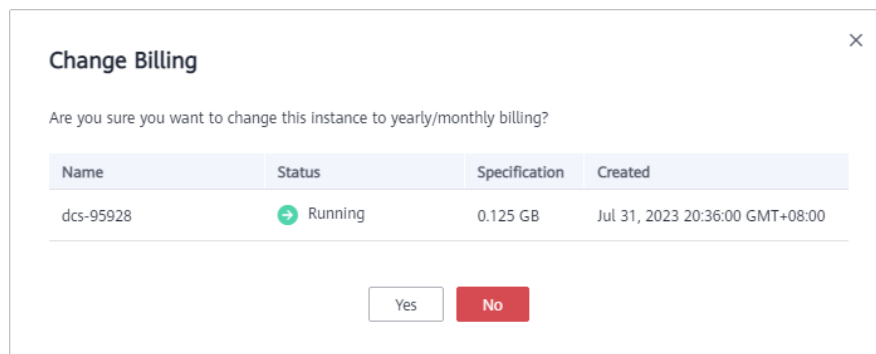 Change Billing
Are you sure you want to change this instance to yearly/monthly billing?
Name Status Specification Created
dcs-95928 Running 0.125 GB Jul 31, 2023 20:36:00 GMT+08:00
Yes No